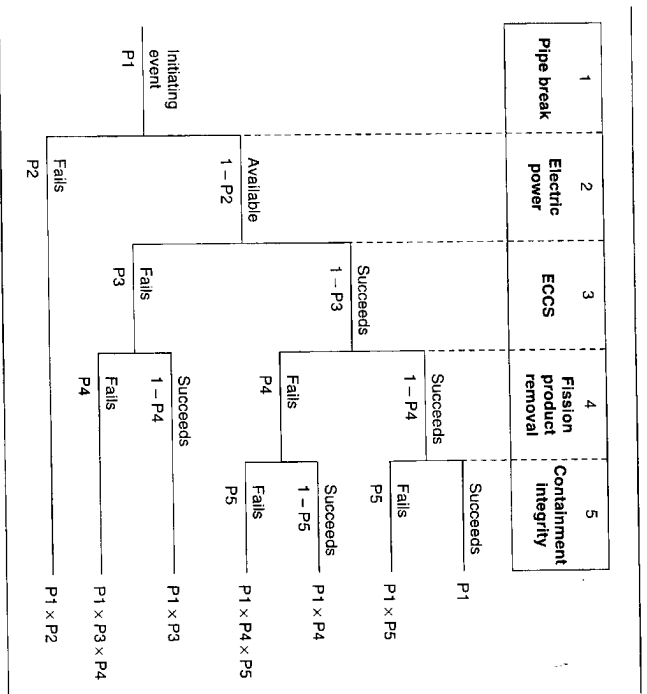 1
Pipe break
2
Electric
power
3
ECCS
4
Fission
product
removal
5
Containment
integrity
Initiating
event
P1
Available
1 – P2
Fails
P2
Succeeds
1 – P3
Fails
P3
Succeeds
1 – P4
Fails
P4
Succeeds
1 – P4
Fails
P4
Succeeds
Fails
P5
Succeeds
1 – P5
Fails
P5
P1
P1 × P5
P1 × P4
P1 × P4 × P5
P1 × P3
P1 × P3 × P4
P1 × P2